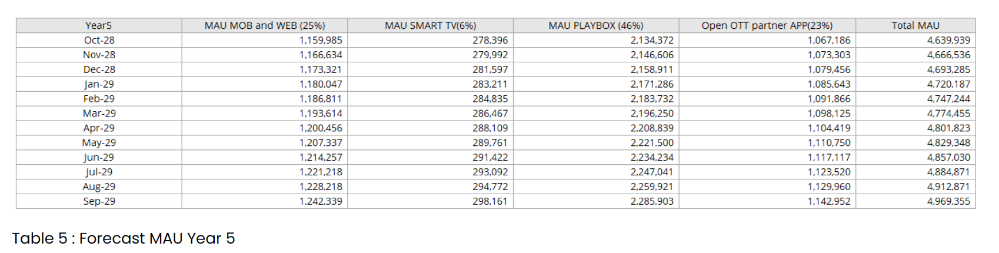 Year5 MAU MOB and WEB (25%) MAU SMART TV(6%) MAU PLAYBOX (46%) Open OTT partner APP(23%) Total MAU
Oct-28 1,159,985 278,396 2,134,372 1,067,186 4,639,939
Nov-28 1,166,634 279,992 2,146,606 1,073,303 4,666,536
Dec-28 1,173,321 281,597 2,158,911 1,079,456 4,693,285
Jan-29 1,180,047 283,211 2,171,286 1,085,643 4,720,187
Feb-29 1,186,811 284,835 2,183,732 1,091,866 4,747,244
Mar-29 1,193,614 286,467 2,196,250 1,098,125 4,774,455
Apr-29 1,200,456 288,109 2,208,839 1,104,419 4,801,823
May-29 1,207,337 289,761 2,221,500 1,110,750 4,829,348
Jun-29 1,214,257 291,422 2,234,234 1,117,117 4,857,030
Jul-29 1,221,218 293,092 2,247,041 1,123,520 4,884,871
Aug-29 1,228,218 294,772 2,259,921 1,129,960 4,912,871
Sep-29 1,242,339 298,161 2,285,903 1,142,952 4,969,355
Table 5 : Forecast MAU Year 5